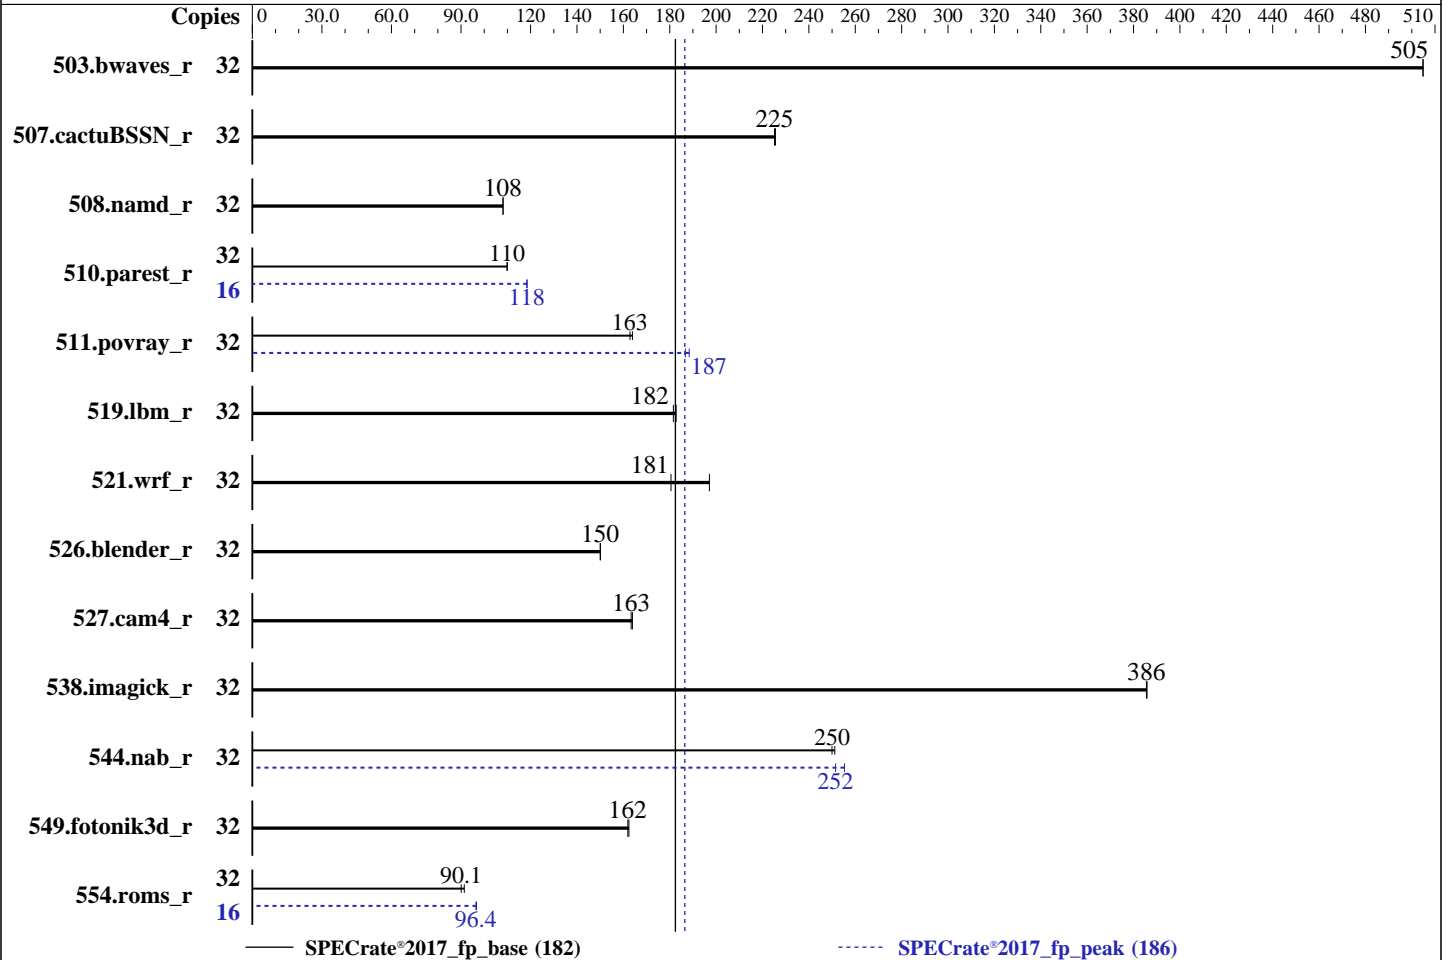 Copies 0 30.0 60.0 90.0 120 140 160 180 200 220 240 260 280 300 320 340 360 380 400 420 440 460 480 510
503.bwaves_r 32 505
507.cactuBSSN_r 32 225
508.namd_r 32 108
510.parest_r 32 110
16 118
511.povray_r 32 163
187
519.lbm_r 32 182
521.wrf_r 32 181
526.blender_r 32 150
527.cam4_r 32 163
538.imagick_r 32 386
544.nab_r 32 250
252
549.fotonik3d_r 32 162
554.roms_r 32 90.1
16 96.4
SPECrate®2017_fp_base (182) SPECrate®2017_fp_peak (186)